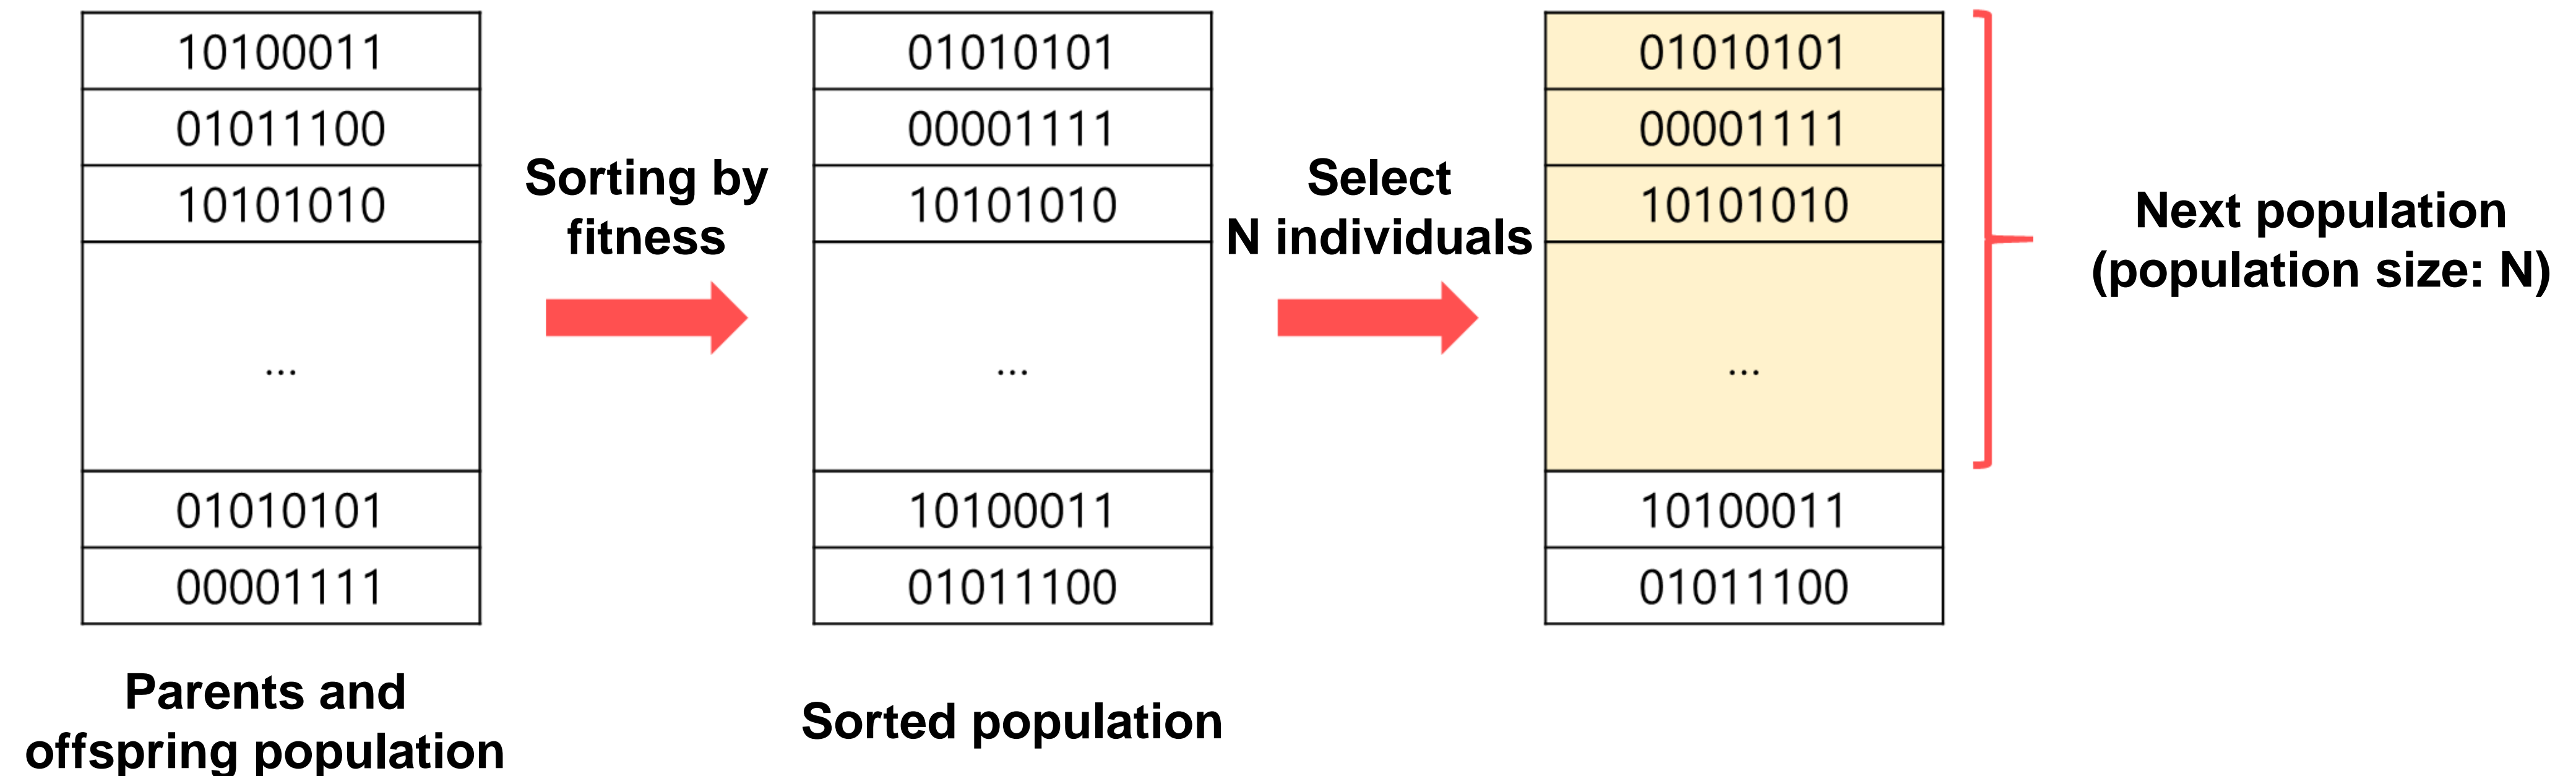 10100011
01011100
10101010
...
01010101
00001111
Parents and
offspring population
Sorting by
fitness
01010101
00001111
10101010
...
10100011
01011100
Sorted population
Select
N individuals
01010101
00001111
10101010
...
10100011
01011100
Next population
(population size: N)